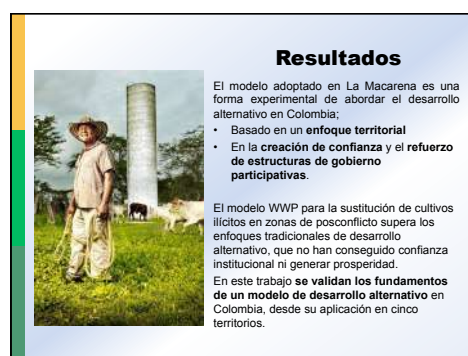 Resultados
El modelo adoptado en La Macarena es una
forma experimental de abordar el desarrollo
alternativo en Colombia;
• Basado en un enfoque territorial
• En la creación de confianza y el refuerzo
de estructuras de gobierno
participativas.
El modelo WWP para la sustitución de cultivos
ilícitos en zonas de posconflicto supera los
enfoques tradicionales de desarrollo
alternativo, que no han conseguido confianza
institucional ni generar prosperidad.
En este trabajo se validan los fundamentos
de un modelo de desarrollo alternativo en
Colombia, desde su aplicación en cinco
territorios.